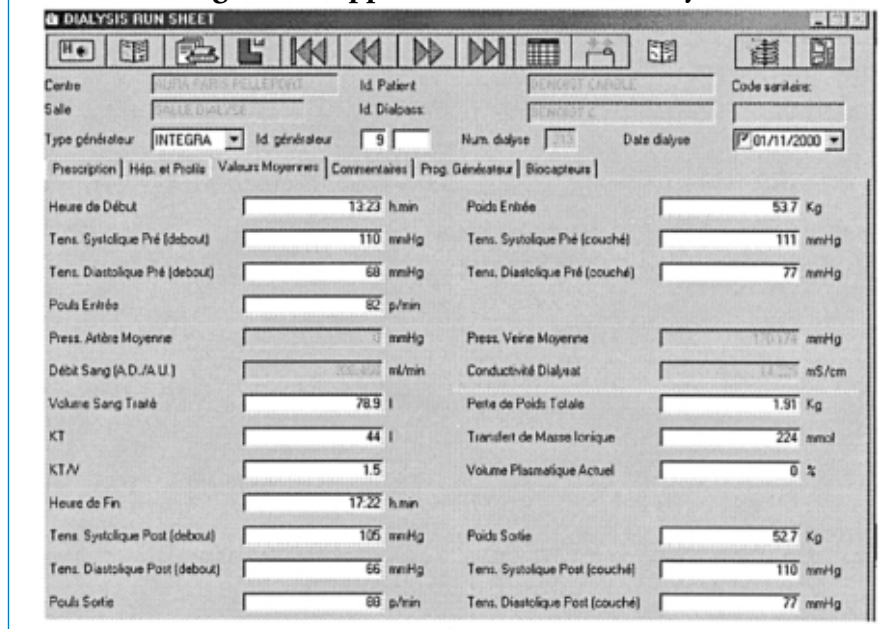 DIALYSIS RUN SHEET
Centre Id. Patient Code sanitaire:
Salle SALLE DIALYSE Id. Dialpass:
Type générateur INTEGRA Id. générateur 9 Num. dialyse Date dialyse 01/11/2000
Prescription Hép. et Profils Valeurs Moyennes Commentaires Prog. Générateur Biocapteurs
Heure de Début 13:23 h.min Poids Entrée 53.7 Kg
Tens. Systolique Pré (debout) 110 mmHg Tens. Systolique Pré (couché) 111 mmHg
Tens. Diastolique Pré (debout) 68 mmHg Tens. Diastolique Pré (couché) 77 mmHg
Pouls Entrée 82 p/min
Press. Artère Moyenne 0 mmHg Press. Veine Moyenne mmHg
Débit Sang (A.D./A.U.) ml/min Conductivité Dialysat mS/cm
Volume Sang Traité 78.9 l Perte de Poids Totale 1.91 Kg
KT 44 l Transfert de Masse Ionique 224 mmol
KT/V 1.5 Volume Plasmatique Actuel 0 %
Heure de Fin 17:22 h.min
Tens. Systolique Post (debout) 105 mmHg Poids Sortie 52.7 Kg
Tens. Diastolique Post (debout) 66 mmHg Tens. Systolique Post (couché) 110 mmHg
Pouls Sortie p/min Tens. Diastolique Post (couché) 77 mmHg